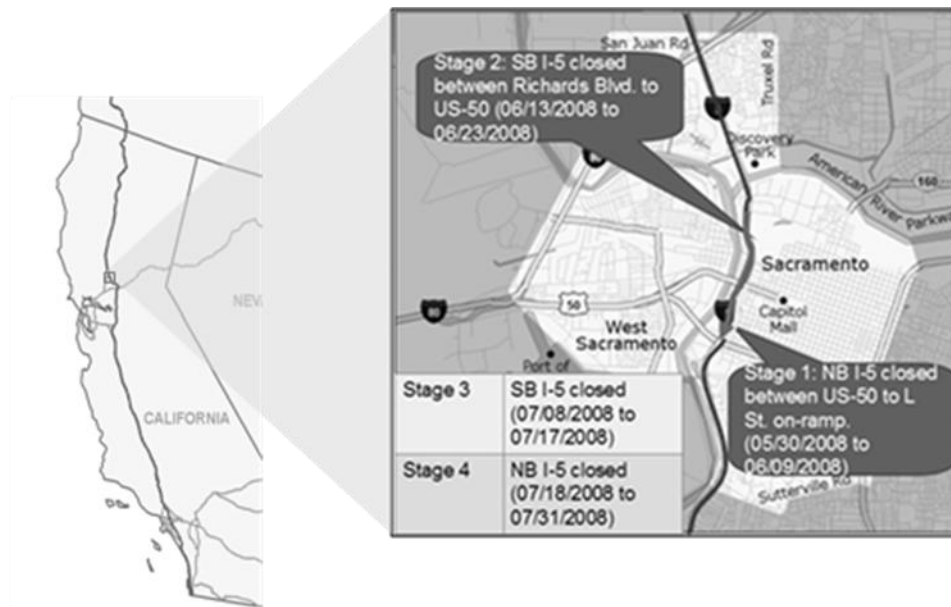 San Juan Rd
Truxel Rd
Stage 2: SB I-5 closed
between Richards Blvd. to
US-50 (06/13/2008 to
06/23/2008)
Discovery
Park
160
American River Parkw
Sacramento
NEV
80
50
Capitol
Mall
West
Sacramento
Port of
Stage 1: NB I-5 closed
between US-50 to L
St. on-ramp.
(05/30/2008 to
06/09/2008)
Stage 3
SB I-5 closed
(07/08/2008 to
07/17/2008)
CALIFORNIA
Stage 4
NB I-5 closed
(07/18/2008 to
07/31/2008)
Sutterville Rd